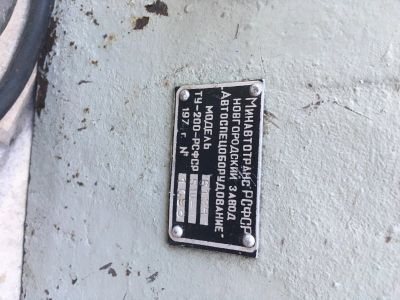 МИНАВТОТРАНС РСФСР
НОВГОРОДСКИЙ ЗАВОД
„АВТОСПЕЦОБОРУДОВАНИЕ“
МОДЕЛЬ
ТУ-200-РСФСР
197 г. №